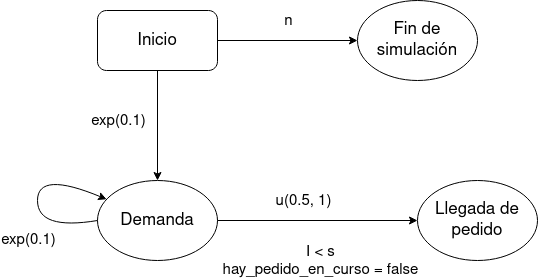 Inicio
n
Fin de
simulación
exp(0.1)
exp(0.1)
Demanda
u(0.5, 1)
I < s
hay_pedido_en_curso = false
Llegada de
pedido